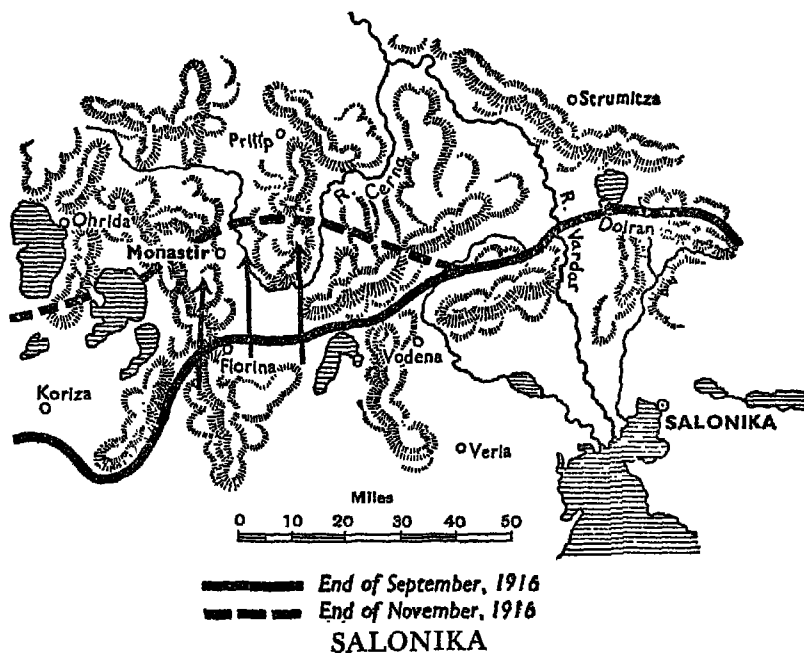 Strumitza
Prilip
R. Cerna
Ohrida
Monastir
R. Vardar
Doiran
Florina
Vodena
Koriza
SALONIKA
Verla
Miles
0 10 20 30 40 50
End of September, 1916
End of November, 1916
SALONIKA